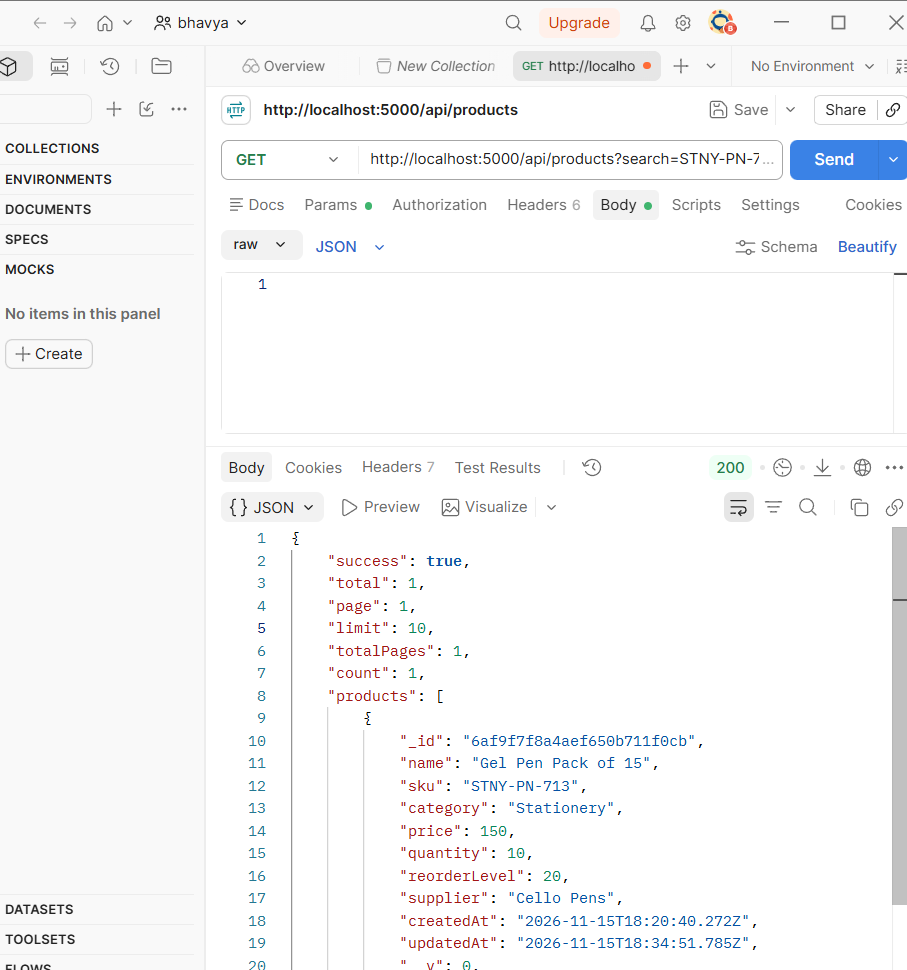 bhavya
Upgrade
Overview
New Collection
GET http://localho
No Environment
HTTP
http://localhost:5000/api/products
Save
Share
COLLECTIONS
ENVIRONMENTS
DOCUMENTS
SPECS
MOCKS
No items in this panel
Create
GET
http://localhost:5000/api/products?search=STNY-PN-7...
Send
Docs
Params
Authorization
Headers 6
Body
Scripts
Settings
Cookies
raw
JSON
Schema
Beautify
1
Body
Cookies
Headers 7
Test Results
200
{} JSON
Preview
Visualize
1 {
2 "success": true,
3 "total": 1,
4 "page": 1,
5 "limit": 10,
6 "totalPages": 1,
7 "count": 1,
8 "products": [
9 {
10 "_id": "6af9f7f8a4aef650b711f0cb",
11 "name": "Gel Pen Pack of 15",
12 "sku": "STNY-PN-713",
13 "category": "Stationery",
14 "price": 150,
15 "quantity": 10,
16 "reorderLevel": 20,
17 "supplier": "Cello Pens",
18 "createdAt": "2026-11-15T18:20:40.272Z",
19 "updatedAt": "2026-11-15T18:34:51.785Z",
20 "__v": 0,
DATASETS
TOOLSETS
FLOWS